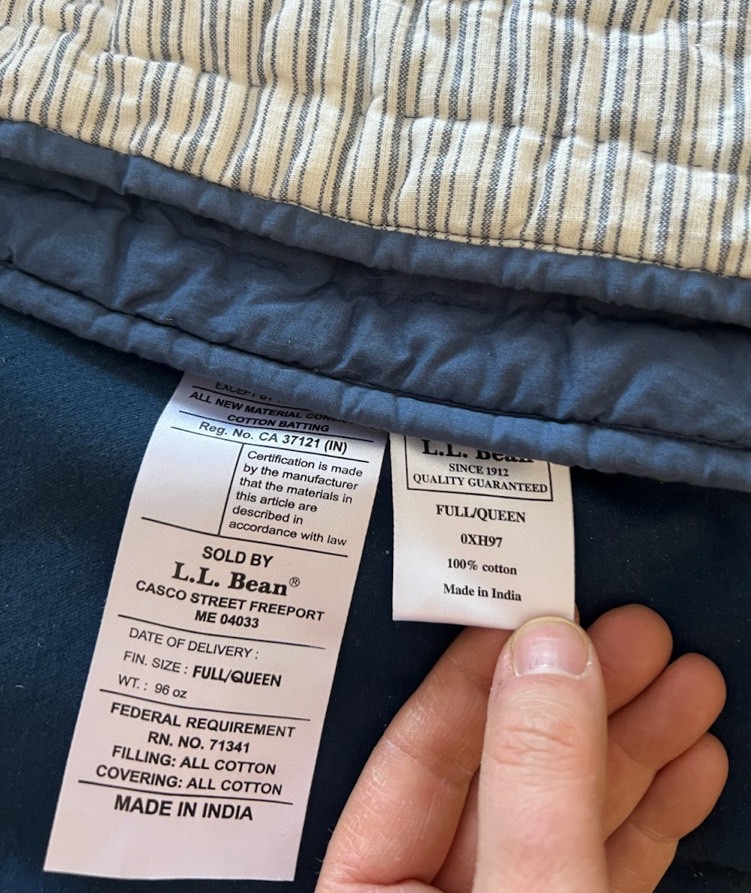 ALL NEW MATERIAL
COTTON BATTING
Reg. No. CA 37121 (IN)
Certification is made
by the manufacturer
that the materials in
this article are
described in
accordance with law
SOLD BY
L.L. Bean®
CASCO STREET FREEPORT
ME 04033
DATE OF DELIVERY :
FIN. SIZE : FULL/QUEEN
WT. : 96 oz
FEDERAL REQUIREMENT
RN. NO. 71341
FILLING: ALL COTTON
COVERING: ALL COTTON
MADE IN INDIA
L.L. Bean
SINCE 1912
QUALITY GUARANTEED
FULL/QUEEN
0XH97
100% cotton
Made in India